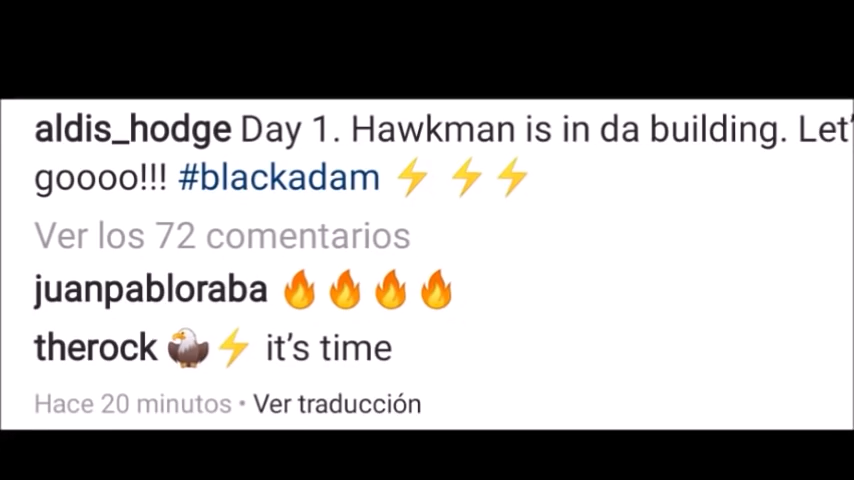 aldis_hodge Day 1. Hawkman is in da building. Let'
goooo!!! #blackadam ⚡ ⚡ ⚡
Ver los 72 comentarios
juanpabloraba 🔥 🔥 🔥 🔥
therock 🦅⚡ it's time
Hace 20 minutos • Ver traducción